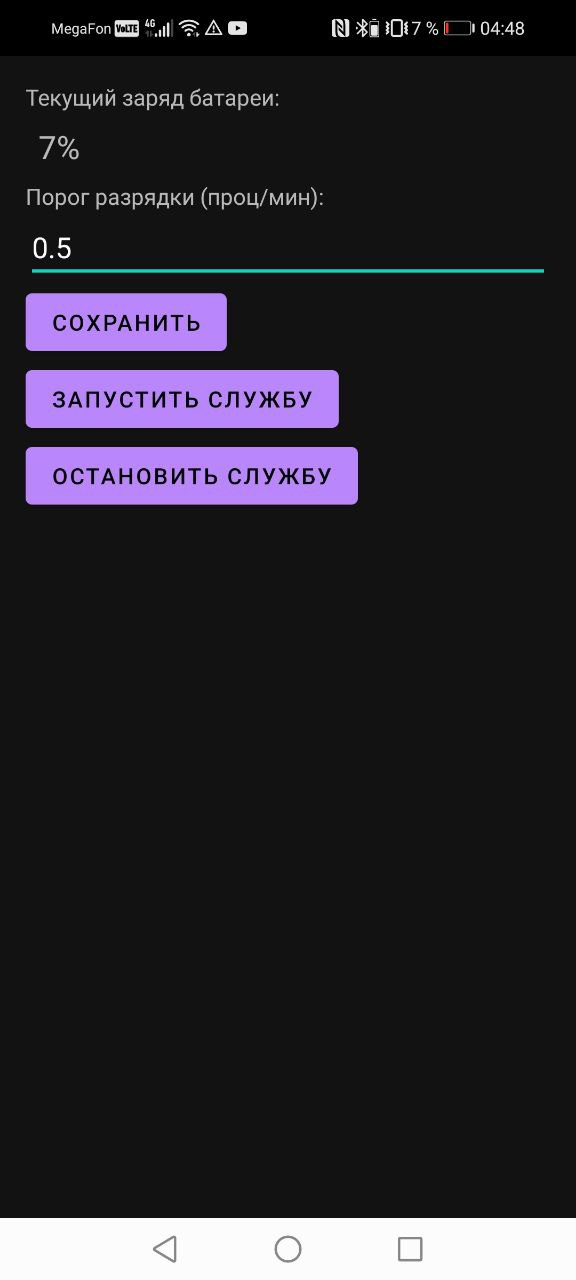 MegaFon VoLTE 4G 7 % 04:48
Текущий заряд батареи:
7%
Порог разрядки (проц/мин):
0.5
СОХРАНИТЬ
ЗАПУСТИТЬ СЛУЖБУ
ОСТАНОВИТЬ СЛУЖБУ